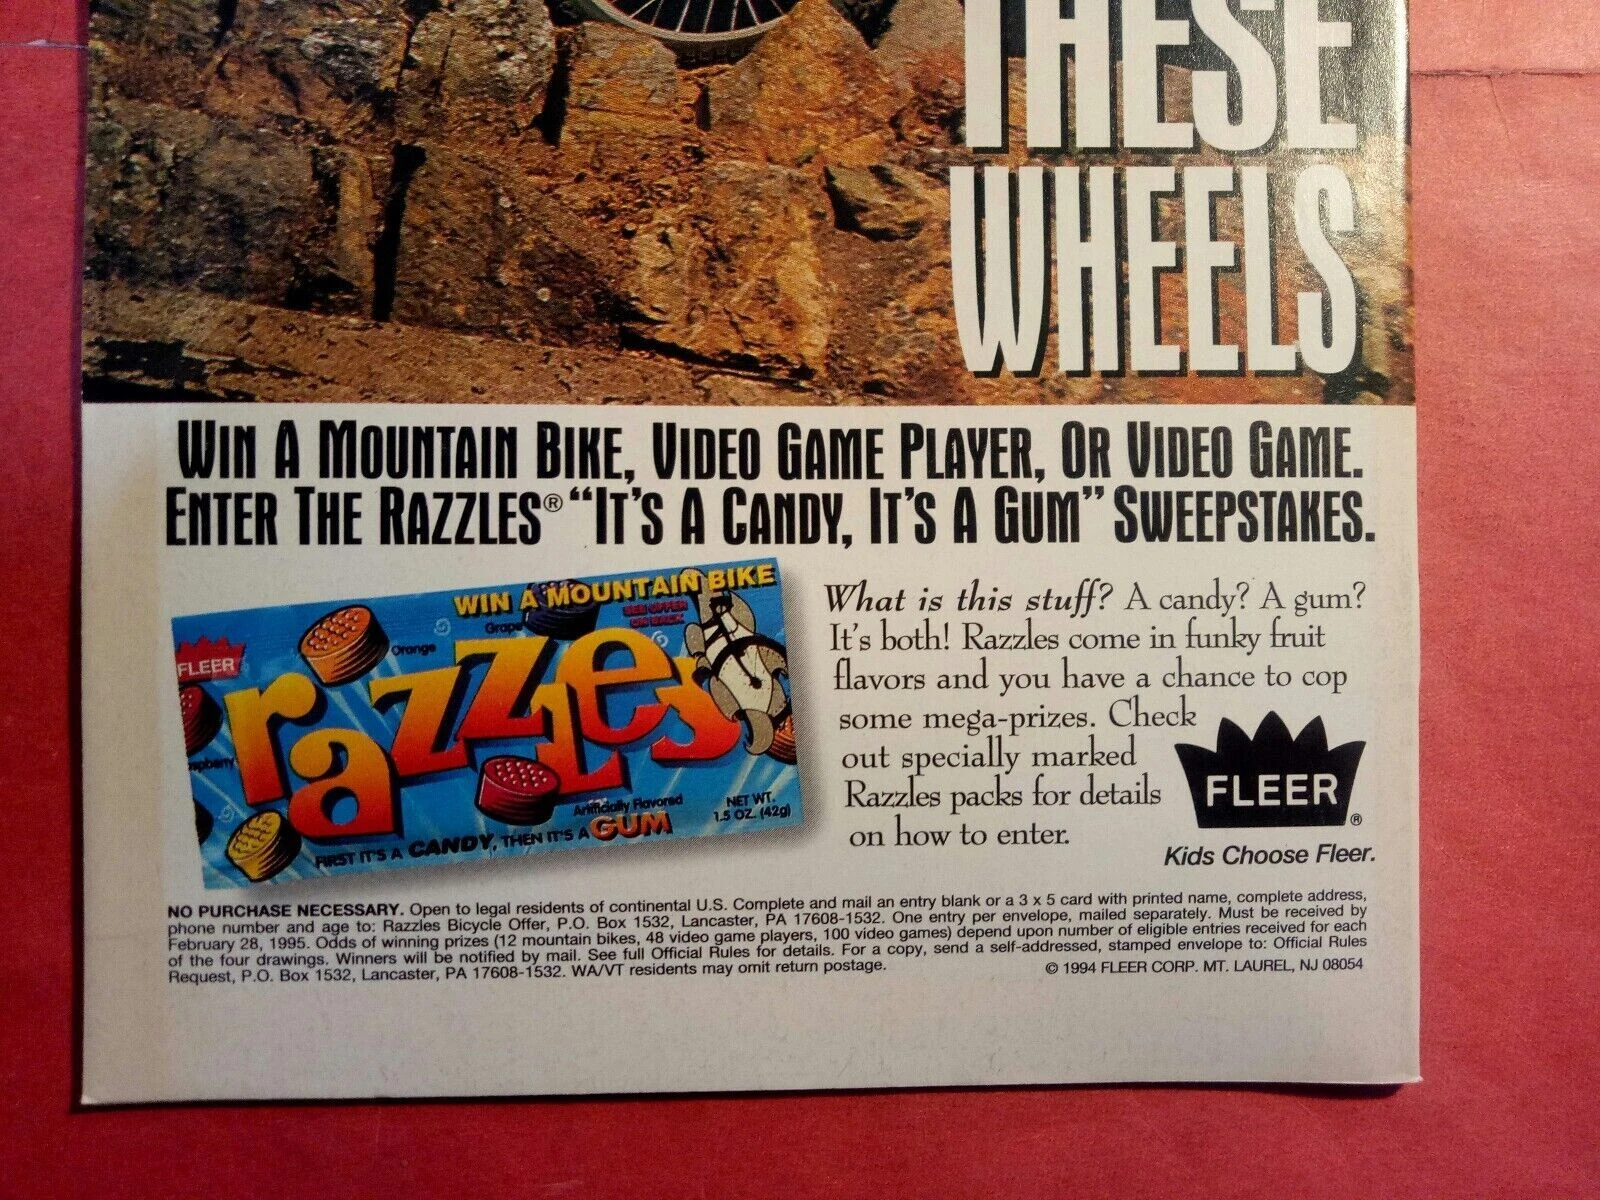 THESE
WHEELS
WIN A MOUNTAIN BIKE, VIDEO GAME PLAYER, OR VIDEO GAME.
ENTER THE RAZZLES® “IT'S A CANDY, IT'S A GUM” SWEEPSTAKES.
WIN A MOUNTAIN BIKE
SEE OFFER
ON BACK
Grape
Orange
FLEER
razzles
Artificially Flavored
NET WT.
1.5 OZ. (42g)
FIRST IT'S A CANDY, THEN IT'S A GUM
What is this stuff? A candy? A gum?
It's both! Razzles come in funky fruit
flavors and you have a chance to cop
some mega-prizes. Check
out specially marked
Razzles packs for details
on how to enter.
FLEER®
Kids Choose Fleer.
NO PURCHASE NECESSARY. Open to legal residents of continental U.S. Complete and mail an entry blank or a 3 x 5 card with printed name, complete address,
phone number and age to: Razzles Bicycle Offer, P.O. Box 1532, Lancaster, PA 17608-1532. One entry per envelope, mailed separately. Must be received by
February 28, 1995. Odds of winning prizes (12 mountain bikes, 48 video game players, 100 video games) depend upon number of eligible entries received for each
of the four drawings. Winners will be notified by mail. See full Official Rules for details. For a copy, send a self-addressed, stamped envelope to: Official Rules
Request, P.O. Box 1532, Lancaster, PA 17608-1532. WA/VT residents may omit return postage.
© 1994 FLEER CORP. MT. LAUREL, NJ 08054